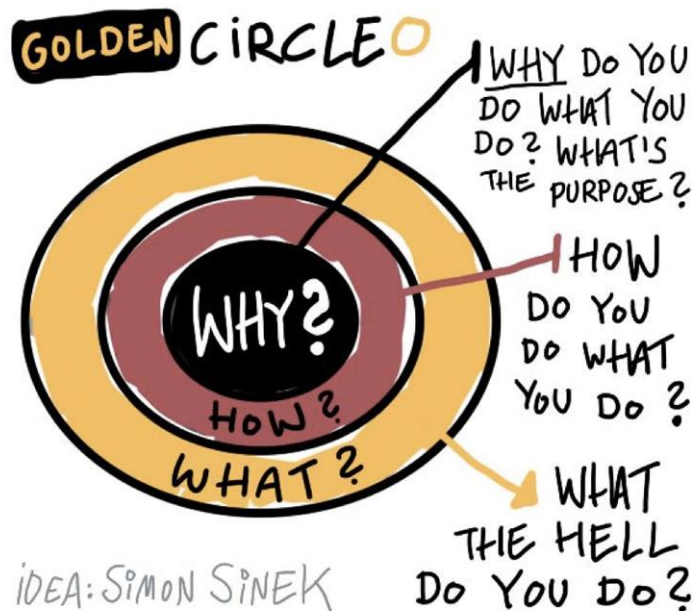 GOLDEN CiRCLE
WHY DO YOU
DO WHAT YOU
DO? WHAT'S
THE PURPOSE?
WHY?
HOW?
WHAT?
HOW
DO YOU
DO WHAT
YOU DO?
WHAT
THE HELL
DO YOU DO?
iDEA: SiMON SiNEK